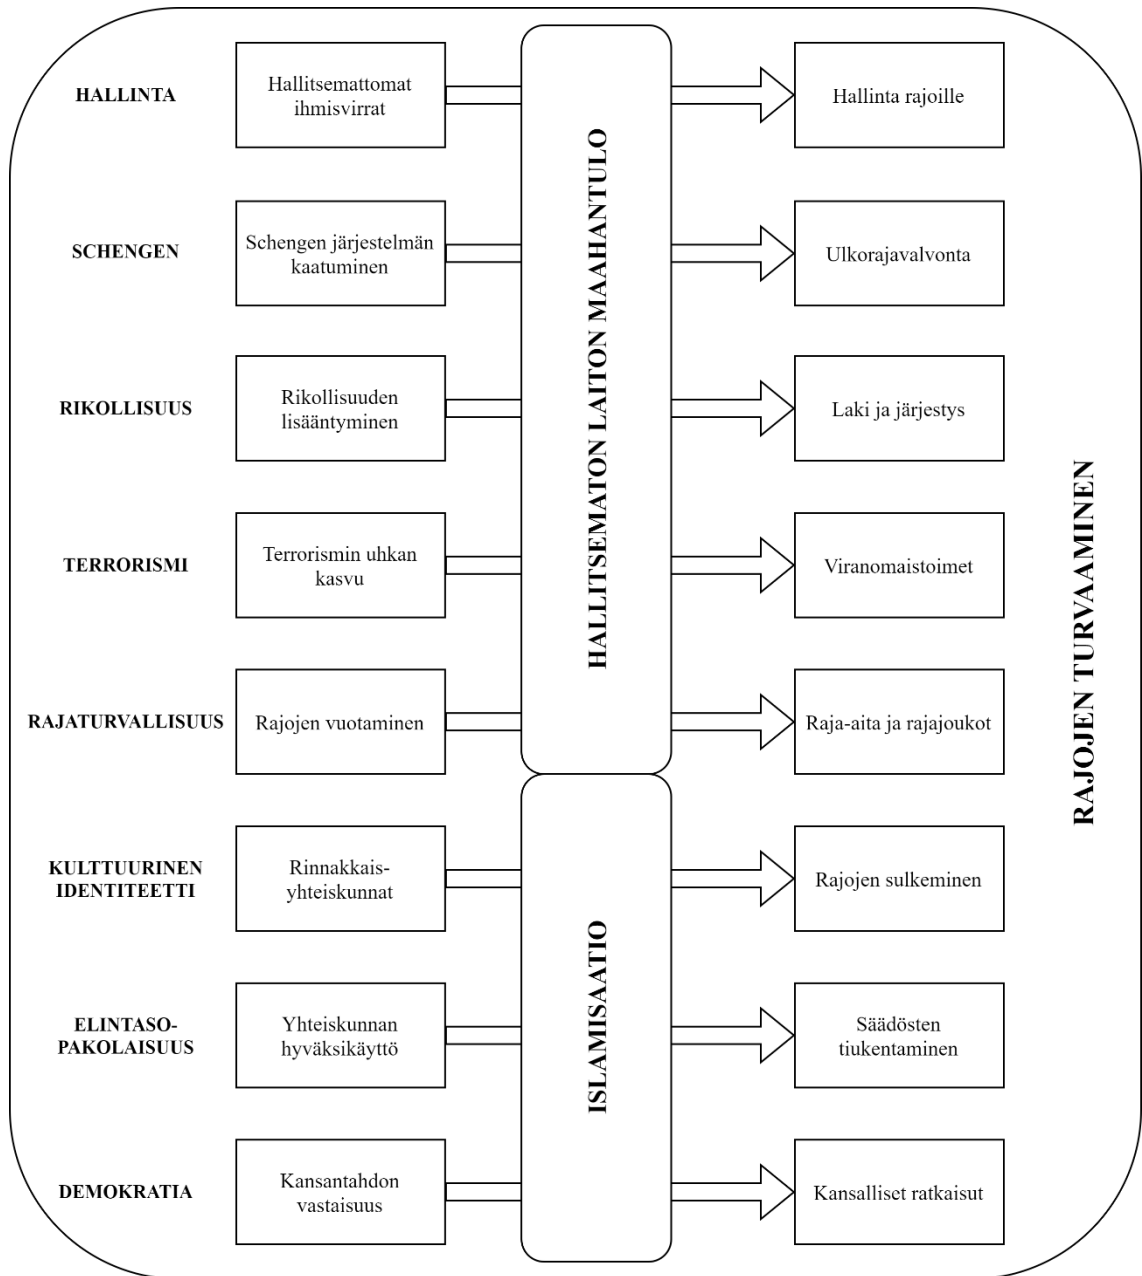 HALLINTA
Hallitsemattomat
ihmisvirrat
Hallinta rajoille
SCHENGEN
Schengen järjestelmän
kaatuminen
Ulkorajavalvonta
RIKOLLISUUS
Rikollisuuden
lisääntyminen
Laki ja järjestys
TERRORISMI
Terrorismin uhkan
kasvu
Viranomaistoimet
RAJATURVALLISUUS
Rajojen vuotaminen
Raja-aita ja rajajoukot
HALLITSEMATON LAITON MAAHANTULO
KULTTUURINEN
IDENTITEETTI
Rinnakkais-
yhteiskunnat
Rajojen sulkeminen
ELINTASO-
PAKOLAISUUS
Yhteiskunnan
hyväksikäyttö
Säädösten
tiukentaminen
DEMOKRATIA
Kansantahdon
vastaisuus
Kansalliset ratkaisut
ISLAMISAATIO
RAJOJEN TURVAAMINEN